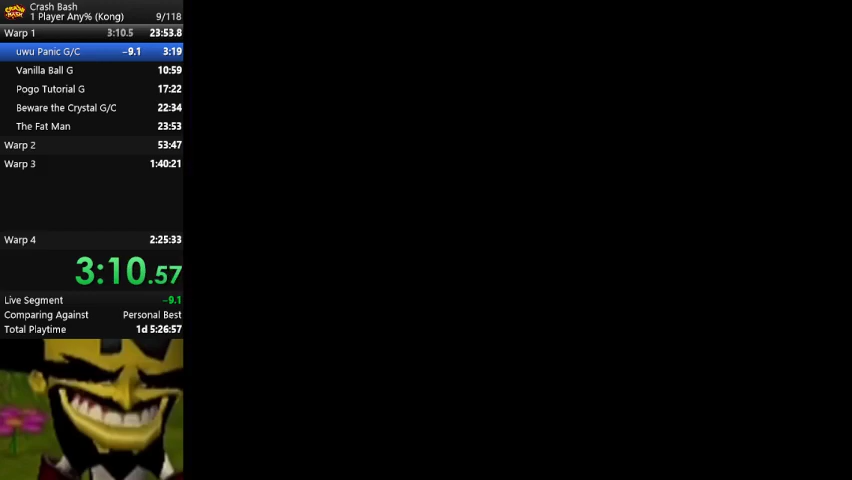 Crash Bash
1 Player Any% (Kong) 9/118
Warp 1 3:10.5 23:53.8
uwu Panic G/C −9.1 3:19
Vanilla Ball G 10:59
Pogo Tutorial G 17:22
Beware the Crystal G/C 22:34
The Fat Man 23:53
Warp 2 53:47
Warp 3 1:40:21
Warp 4 2:25:33
3:10.57
Live Segment −9.1
Comparing Against Personal Best
Total Playtime 1d 5:26:57